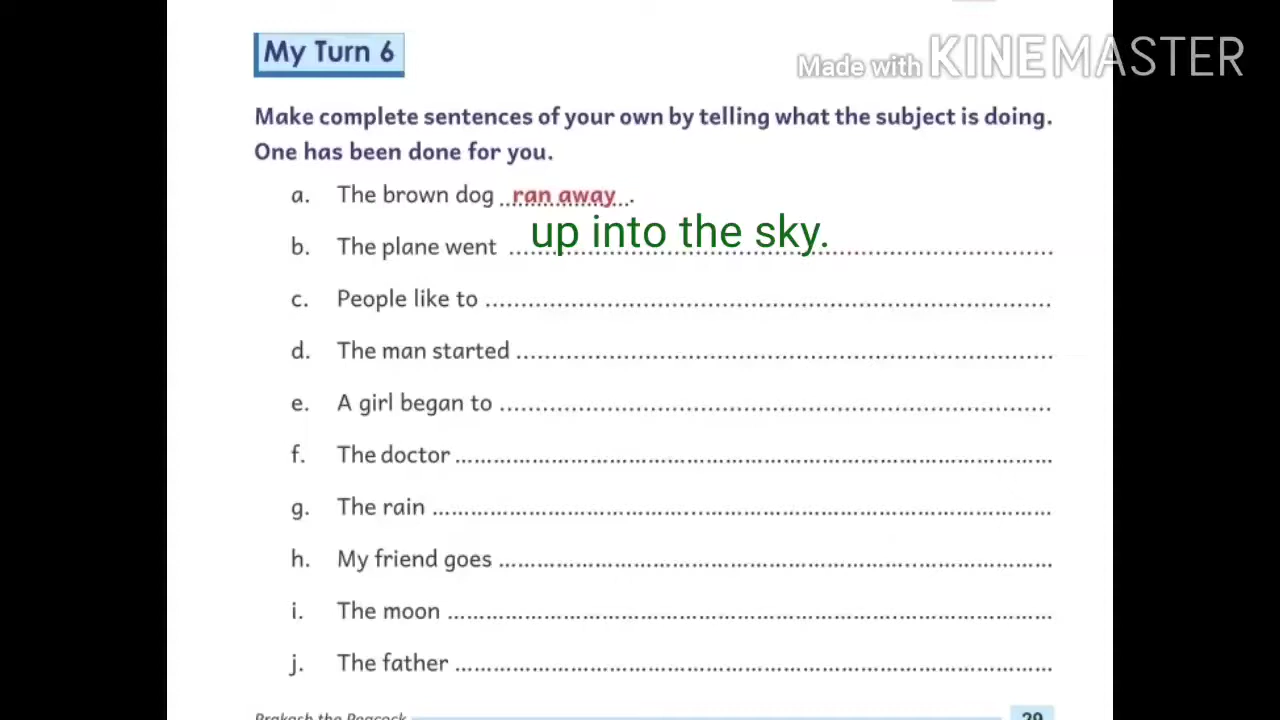 My Turn 6
Made with KINEMASTER
Make complete sentences of your own by telling what the subject is doing.
One has been done for you.
a. The brown dog ran away.
up into the sky.
b. The plane went ........................................
c. People like to ........................................
d. The man started ........................................
e. A girl began to ........................................
f. The doctor ........................................
g. The rain ........................................
h. My friend goes ........................................
i. The moon ........................................
j. The father ........................................
Prakash the Peacock 29